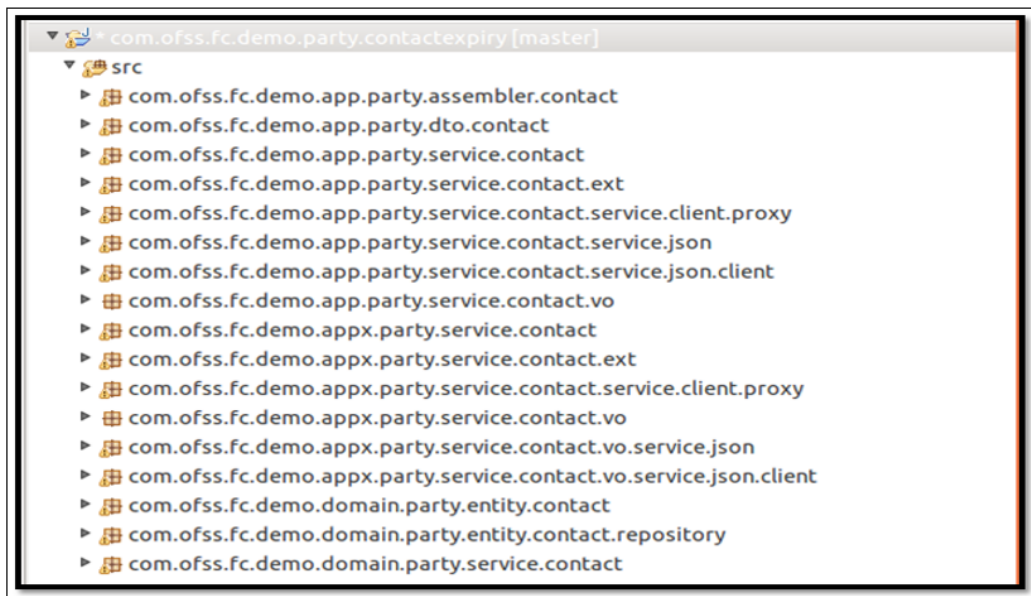 * com.ofss.fc.demo.party.contactexpiry [master]
src
com.ofss.fc.demo.app.party.assembler.contact
com.ofss.fc.demo.app.party.dto.contact
com.ofss.fc.demo.app.party.service.contact
com.ofss.fc.demo.app.party.service.contact.ext
com.ofss.fc.demo.app.party.service.contact.service.client.proxy
com.ofss.fc.demo.app.party.service.contact.service.json
com.ofss.fc.demo.app.party.service.contact.service.json.client
com.ofss.fc.demo.app.party.service.contact.vo
com.ofss.fc.demo.appx.party.service.contact
com.ofss.fc.demo.appx.party.service.contact.ext
com.ofss.fc.demo.appx.party.service.contact.service.client.proxy
com.ofss.fc.demo.appx.party.service.contact.vo
com.ofss.fc.demo.appx.party.service.contact.vo.service.json
com.ofss.fc.demo.appx.party.service.contact.vo.service.json.client
com.ofss.fc.demo.domain.party.entity.contact
com.ofss.fc.demo.domain.party.entity.contact.repository
com.ofss.fc.demo.domain.party.service.contact